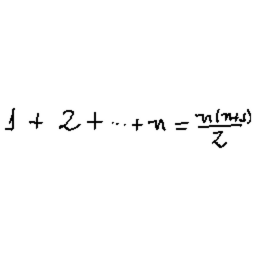 1 + 2 + ... + n = n(n+1)/2